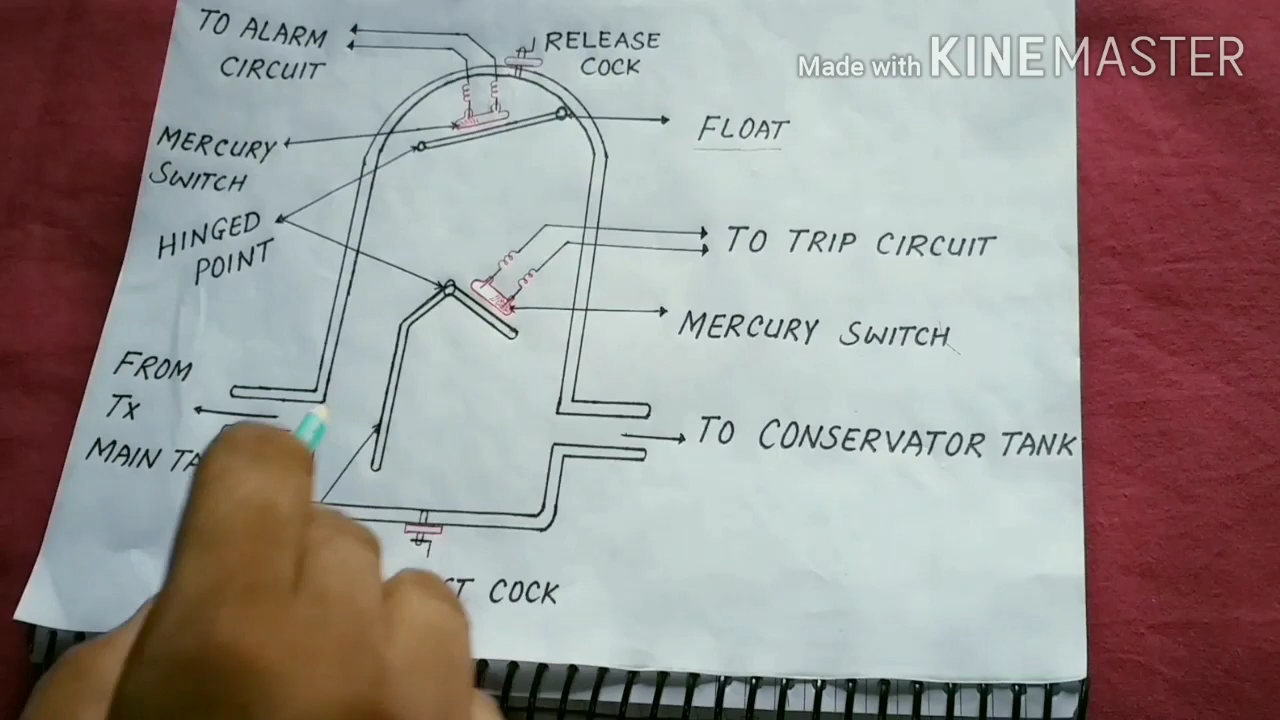 TO ALARM
CIRCUIT
RELEASE
COCK
Made with KINEMASTER
MERCURY
SWITCH
FLOAT
HINGED
POINT
TO TRIP CIRCUIT
MERCURY SWITCH
FROM
Tx
MAIN
TO CONSERVATOR TANK
COCK